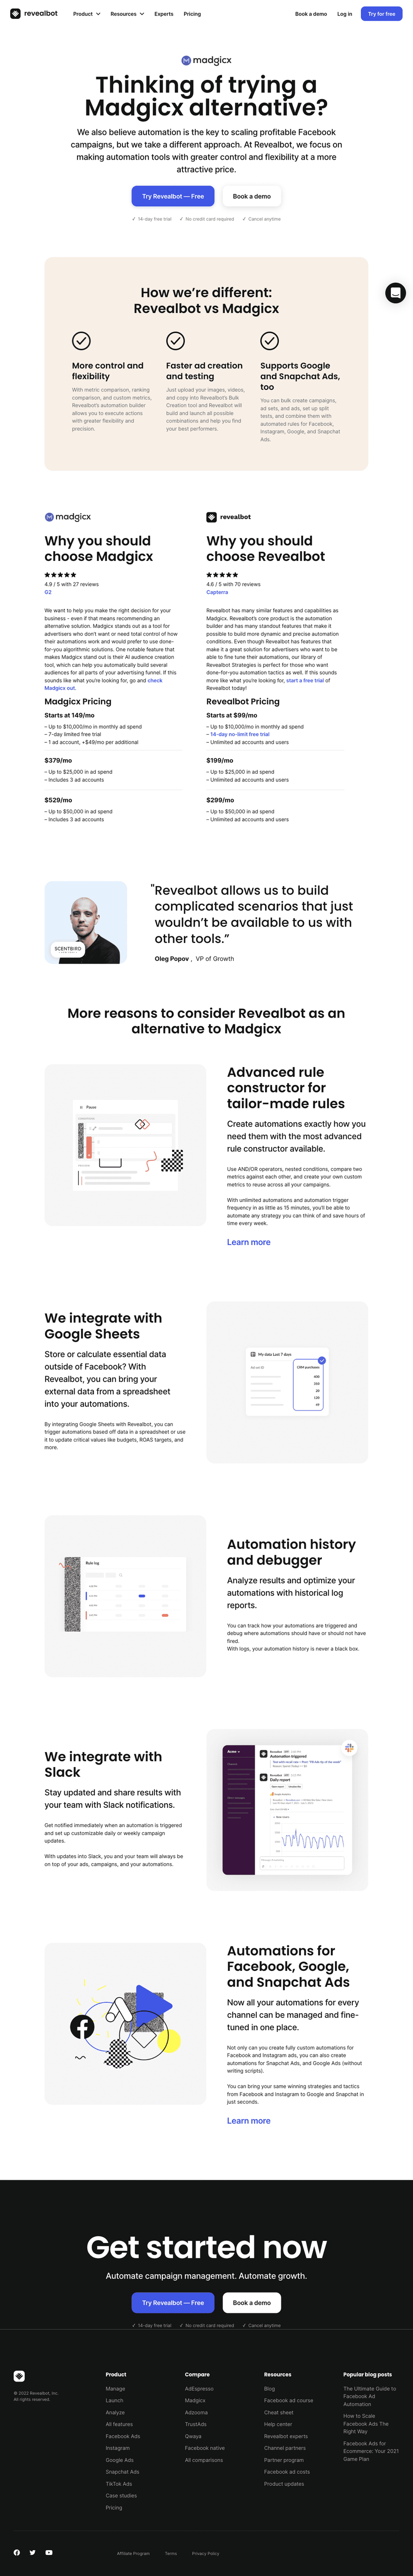 revealbot
Product
Resources
Experts
Pricing
Book a demo
Log in
Try for free
madgicx
Thinking of trying a
Madgicx alternative?
We also believe automation is the key to scaling profitable Facebook
campaigns, but we take a different approach. At Revealbot, we focus on
making automation tools with greater control and flexibility at a more
attractive price.
Try Revealbot — Free
Book a demo
✓ 14-day free trial
✓ No credit card required
✓ Cancel anytime
How we're different:
Revealbot vs Madgicx
More control and
flexibility
With metric comparison, ranking
comparison, and custom metrics,
Revealbot's automation builder
allows you to execute actions
with greater flexibility and
precision.
Faster ad creation
and testing
Just upload your images, videos,
and copy into Revealbot's Bulk
Creation tool and Revealbot will
build and launch all possible
combinations and help you find
your best performers.
Supports Google
and Snapchat Ads,
too
You can bulk create campaigns,
ad sets, and ads, set up split
tests, and combine them with
automated rules for Facebook,
Instagram, Google, and Snapchat
Ads.
madgicx
Why you should
choose Madgicx
4.9 / 5 with 27 reviews
G2
We want to help you make the right decision for your
business - even if that means recommending an
alternative solution. Madgicx stands out as a tool for
advertisers who don't want or need total control of how
their automations work and would prefer to use done-
for-you algorithmic solutions. One notable feature that
makes Madgicx stand out is their AI audience creation
tool, which can help you automatically build several
audiences for all parts of your advertising funnel. If this
sounds like what you're looking for, go and check
Madgicx out.
Madgicx Pricing
Starts at 149/mo
– Up to $10,000/mo in monthly ad spend
– 7-day limited free trial
– 1 ad account, +$49/mo per additional
$379/mo
– Up to $25,000 in ad spend
– Includes 3 ad accounts
$529/mo
– Up to $50,000 in ad spend
– Includes 3 ad accounts
revealbot
Why you should
choose Revealbot
4.6 / 5 with 70 reviews
Capterra
Revealbot has many similar features and capabilities as
Madgicx. Revealbot's core product is the automation
builder and has many standout features that make it
possible to build more dynamic and precise automation
conditions. Even though Revealbot has features that
make it a great solution for advertisers who want to be
able to fine tune their automations, our library of
Revealbot Strategies is perfect for those who want
done-for-you automation tactics as well. If this sounds
more like what you're looking for, start a free trial of
Revealbot today!
Revealbot Pricing
Starts at $99/mo
– Up to $10,000/mo in monthly ad spend
– 14-day no-limit free trial
– Unlimited ad accounts and users
$199/mo
– Up to $25,000 in ad spend
– Unlimited ad accounts and users
$299/mo
– Up to $50,000 in ad spend
– Unlimited ad accounts and users
SCENTBIRD
"Revealbot allows us to build
complicated scenarios that just
wouldn't be available to us with
other tools."
Oleg Popov , VP of Growth
More reasons to consider Revealbot as an
alternative to Madgicx
Pause
Advanced rule
constructor for
tailor-made rules
Create automations exactly how you
need them with the most advanced
rule constructor available.
Use AND/OR operators, nested conditions, compare two
metrics against each other, and create your own custom
metrics to reuse across all your campaigns.
With unlimited automations and automation trigger
frequency in as little as 15 minutes, you'll be able to
automate any strategy you can think of and save hours of
time every week.
Learn more
We integrate with
Google Sheets
Store or calculate essential data
outside of Facebook? With
Revealbot, you can bring your
external data from a spreadsheet
into your automations.
By integrating Google Sheets with Revealbot, you can
trigger automations based off data in a spreadsheet or use
it to update critical values like budgets, ROAS targets, and
more.
My data Last 7 days
CRM purchases
Rule log
Automation history
and debugger
Analyze results and optimize your
automations with historical log
reports.
You can track how your automations are triggered and
debug where automations should have or should not have
fired.
With logs, your automation history is never a black box.
We integrate with
Slack
Stay updated and share results with
your team with Slack notifications.
Get notified immediately when an automation is triggered
and set up customizable daily or weekly campaign
updates.
With updates into Slack, you and your team will always be
on top of your ads, campaigns, and your automations.
Acme
Automation triggered
Daily report
Automations for
Facebook, Google,
and Snapchat Ads
Now all your automations for every
channel can be managed and fine-
tuned in one place.
Not only can you create fully custom automations for
Facebook and Instagram ads, you can also create
automations for Snapchat Ads, and Google Ads (without
writing scripts).
You can bring your same winning strategies and tactics
from Facebook and Instagram to Google and Snapchat in
just seconds.
Learn more
Get started now
Automate campaign management. Automate growth.
Try Revealbot — Free
Book a demo
✓ 14-day free trial
✓ No credit card required
✓ Cancel anytime
© 2022 Revealbot, Inc.
All rights reserved.
Product
Manage
Launch
Analyze
All features
Facebook Ads
Instagram
Google Ads
Snapchat Ads
TikTok Ads
Case studies
Pricing
Compare
AdEspresso
Madgicx
Adzooma
TrustAds
Qwaya
Facebook native
All comparisons
Resources
Blog
Facebook ad course
Cheat sheet
Help center
Revealbot experts
Channel partners
Partner program
Facebook ad costs
Product updates
Popular blog posts
The Ultimate Guide to
Facebook Ad
Automation
How to Scale
Facebook Ads The
Right Way
Facebook Ads for
Ecommerce: Your 2021
Game Plan
Affiliate Program
Terms
Privacy Policy